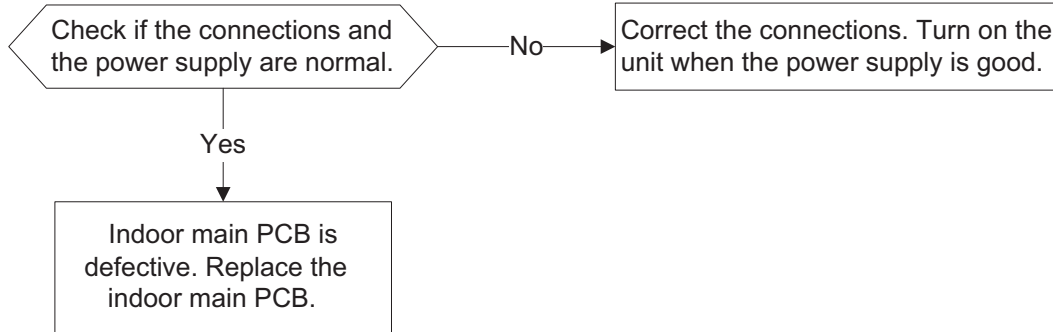 Check if the connections and
the power supply are normal.
No
Correct the connections. Turn on the
unit when the power supply is good.
Yes
Indoor main PCB is
defective. Replace the
indoor main PCB.